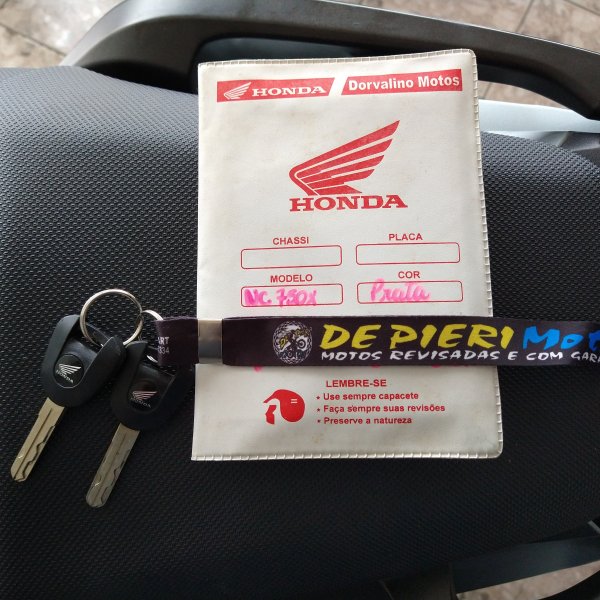 HONDA / Dorvalino Motos
HONDA
CHASSI PLACA
MODELO COR
NC 750X Prata
DE PIERI
MOTOS REVISADAS E COM
LEMBRE-SE
• Use sempre capacete
• Faça sempre suas revisões
• Preserve a natureza